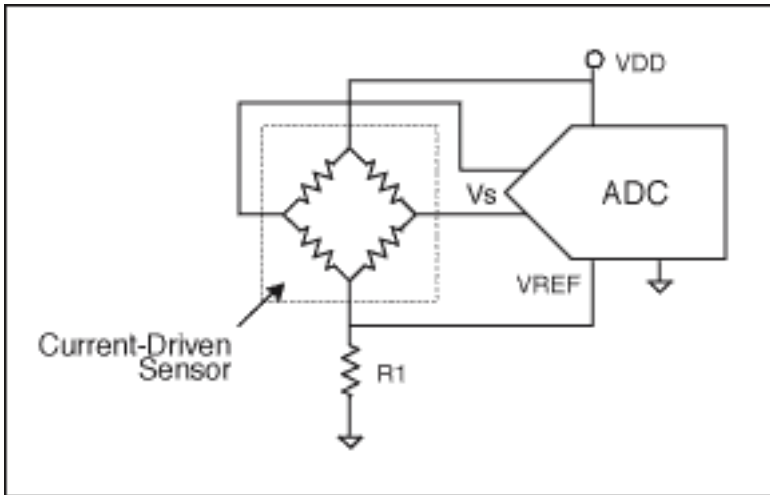 VDD
ADC
Vs
VREF
Current-Driven
Sensor
R1